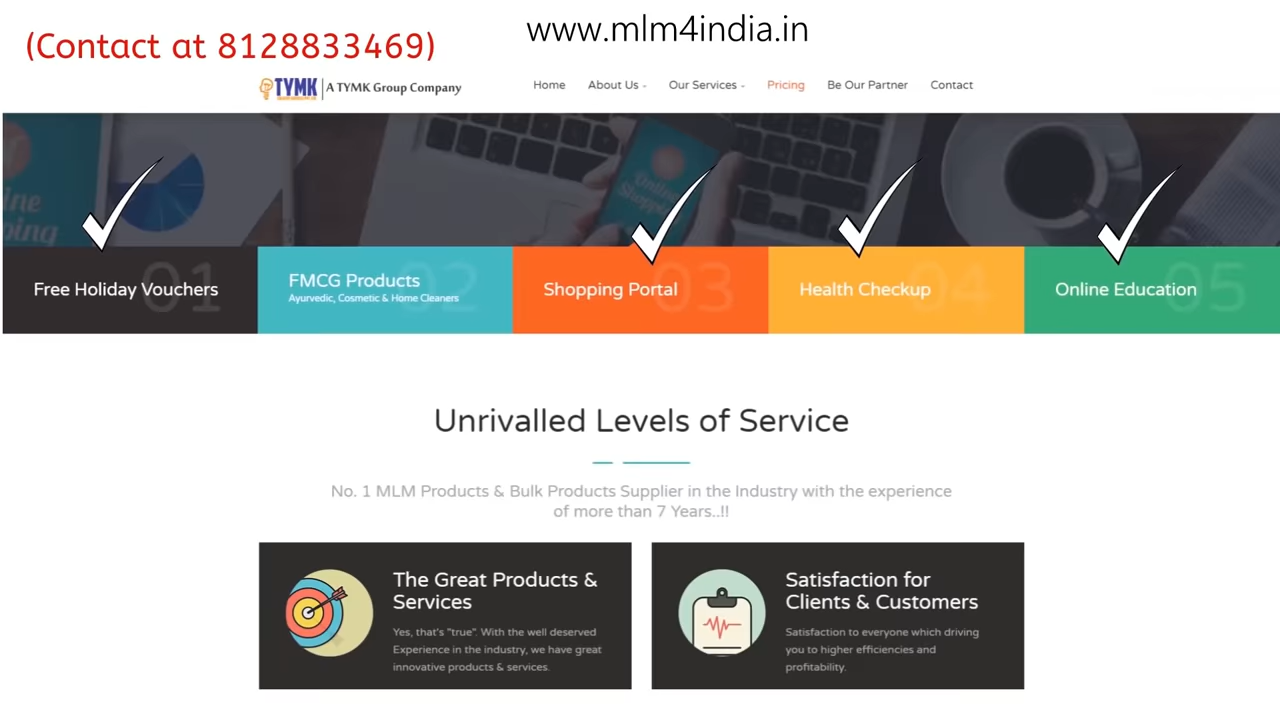 www.mlm4india.in
(Contact at 8128833469)
TYMK
A TYMK Group Company
Home
About Us
Our Services
Pricing
Be Our Partner
Contact
Online
Shopping
01
Free Holiday Vouchers
02
FMCG Products
Ayurvedic, Cosmetic & Home Cleaners
03
Shopping Portal
04
Health Checkup
05
Online Education
Unrivalled Levels of Service
No. 1 MLM Products & Bulk Products Supplier in the Industry with the experience
of more than 7 Years..!!
The Great Products &
Services
Yes, that's "true". With the well deserved
Experience in the industry, we have great
innovative products & services.
Satisfaction for
Clients & Customers
Satisfaction to everyone which driving
you to higher efficiencies and
profitability.